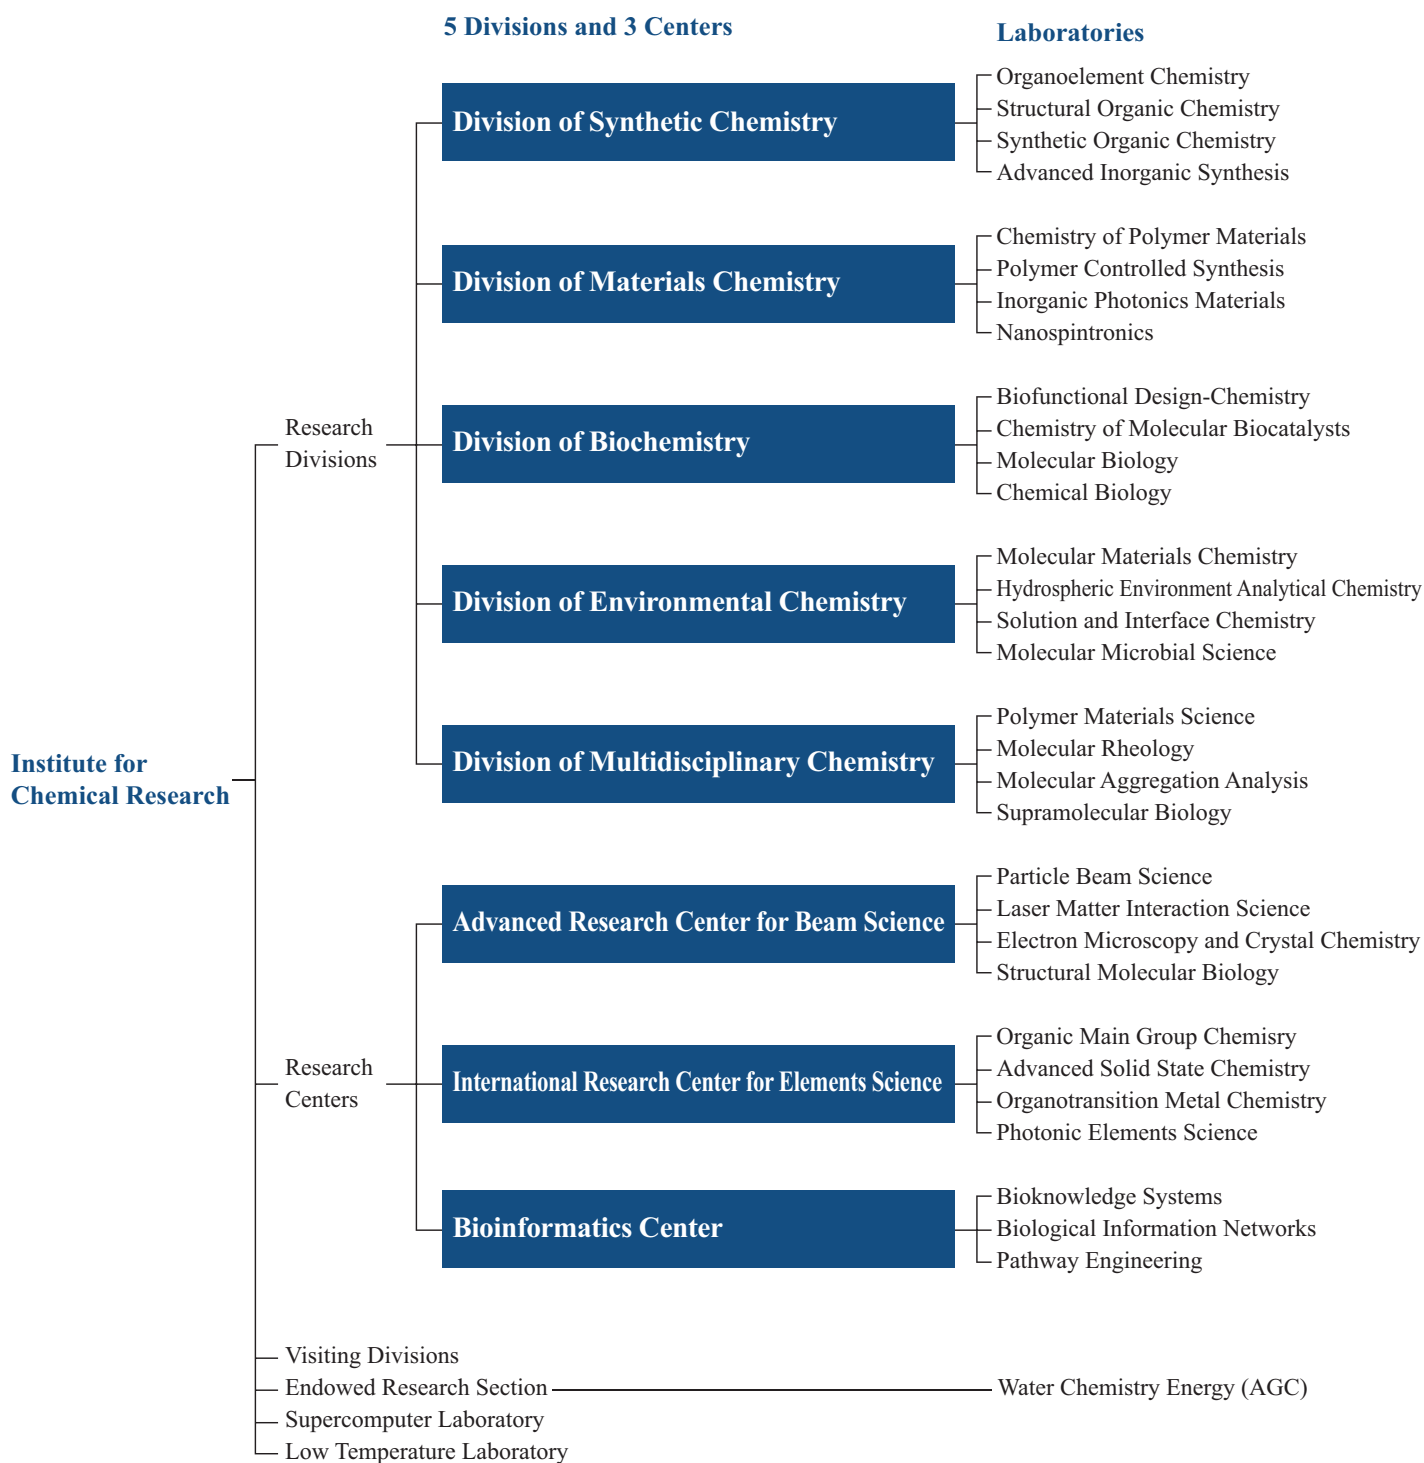 5 Divisions and 3 Centers
Laboratories
Institute for
Chemical Research
Research
Divisions
Division of Synthetic Chemistry
Organoelement Chemistry
Structural Organic Chemistry
Synthetic Organic Chemistry
Advanced Inorganic Synthesis
Division of Materials Chemistry
Chemistry of Polymer Materials
Polymer Controlled Synthesis
Inorganic Photonics Materials
Nanospintronics
Division of Biochemistry
Biofunctional Design-Chemistry
Chemistry of Molecular Biocatalysts
Molecular Biology
Chemical Biology
Division of Environmental Chemistry
Molecular Materials Chemistry
Hydrospheric Environment Analytical Chemistry
Solution and Interface Chemistry
Molecular Microbial Science
Division of Multidisciplinary Chemistry
Polymer Materials Science
Molecular Rheology
Molecular Aggregation Analysis
Supramolecular Biology
Research
Centers
Advanced Research Center for Beam Science
Particle Beam Science
Laser Matter Interaction Science
Electron Microscopy and Crystal Chemistry
Structural Molecular Biology
International Research Center for Elements Science
Organic Main Group Chemisry
Advanced Solid State Chemistry
Organotransition Metal Chemistry
Photonic Elements Science
Bioinformatics Center
Bioknowledge Systems
Biological Information Networks
Pathway Engineering
Visiting Divisions
Endowed Research Section
Water Chemistry Energy (AGC)
Supercomputer Laboratory
Low Temperature Laboratory